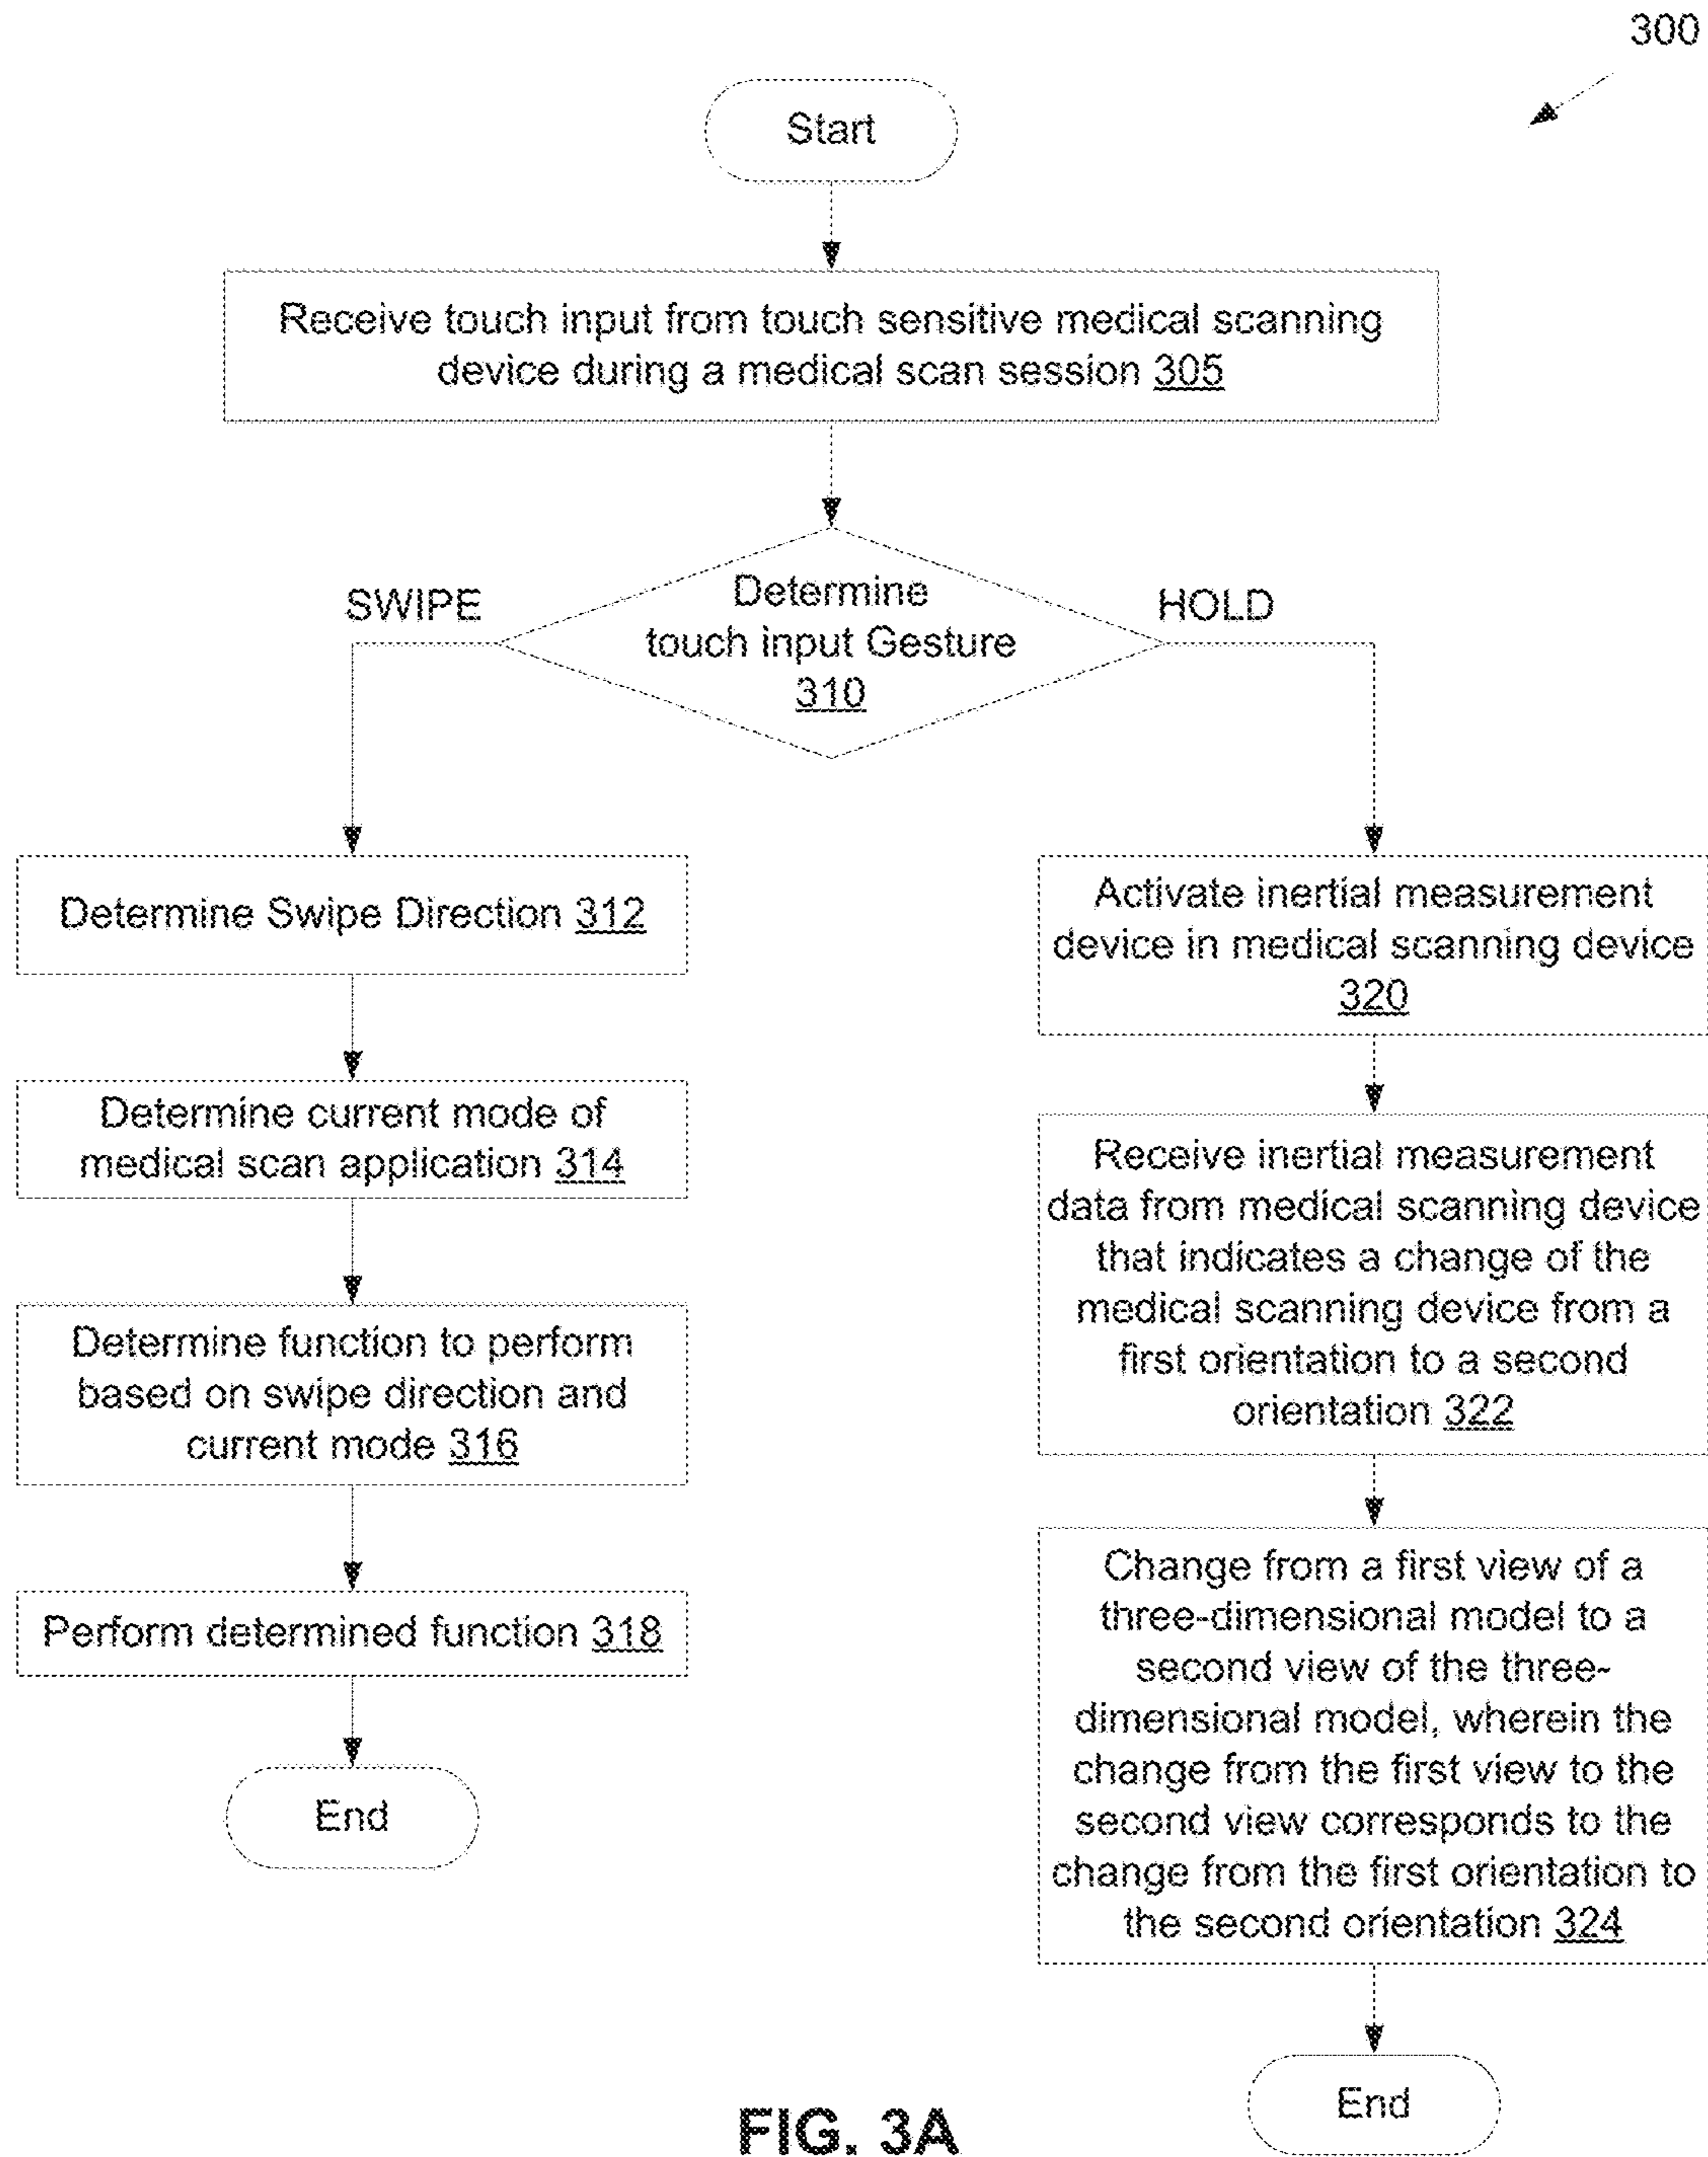 300
Start
Receive touch input from touch sensitive medical scanning
device during a medical scan session 305
Determine
touch input Gesture
310
SWIPE
HOLD
Determine Swipe Direction 312
Determine current mode of
medical scan application 314
Determine function to perform
based on swipe direction and
current mode 316
Perform determined function 318
End
Activate inertial measurement
device in medical scanning device
320
Receive inertial measurement
data from medical scanning device
that indicates a change of the
medical scanning device from a
first orientation to a second
orientation 322
Change from a first view of a
three-dimensional model to a
second view of the three-
dimensional model, wherein the
change from the first view to the
second view corresponds to the
change from the first orientation to
the second orientation 324
End
FIG. 3A